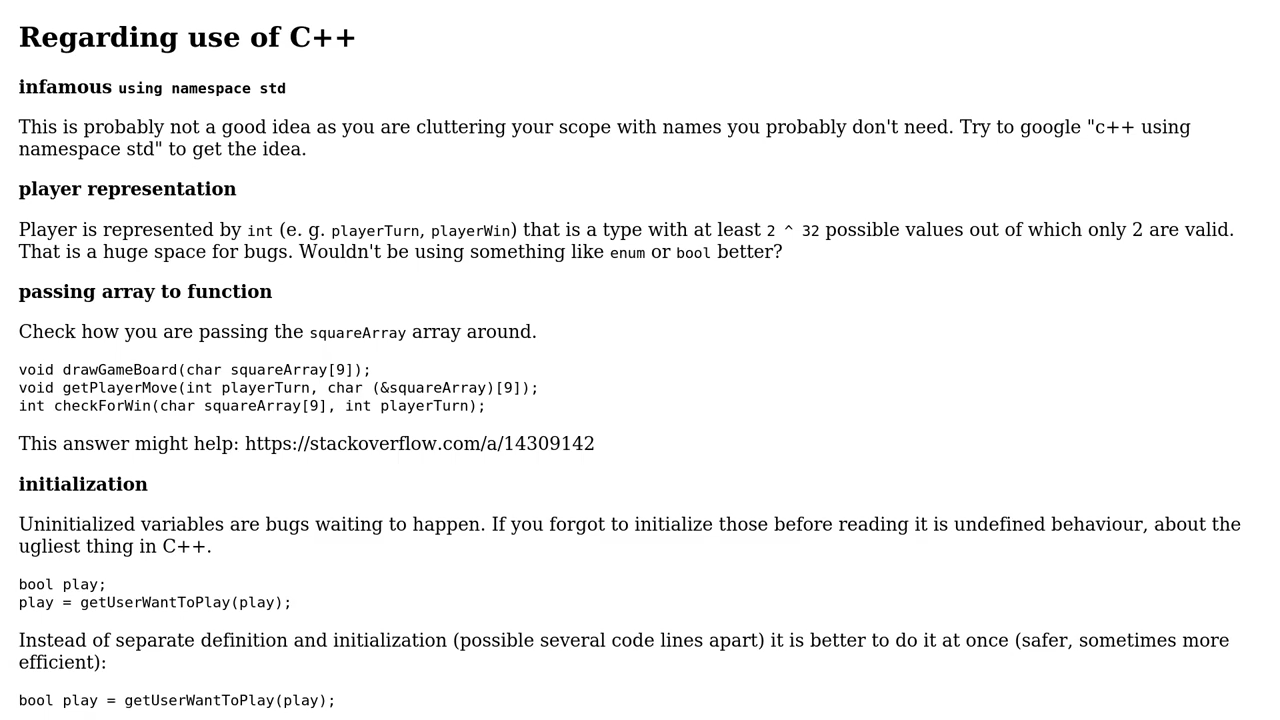 Regarding use of C++
infamous using namespace std
This is probably not a good idea as you are cluttering your scope with names you probably don't need. Try to google "c++ using
namespace std" to get the idea.
player representation
Player is represented by int (e. g. playerTurn, playerWin) that is a type with at least 2 ^ 32 possible values out of which only 2 are valid.
That is a huge space for bugs. Wouldn't be using something like enum or bool better?
passing array to function
Check how you are passing the squareArray array around.
void drawGameBoard(char squareArray[9]);
void getPlayerMove(int playerTurn, char (&squareArray)[9]);
int checkForWin(char squareArray[9], int playerTurn);
This answer might help: https://stackoverflow.com/a/14309142
initialization
Uninitialized variables are bugs waiting to happen. If you forgot to initialize those before reading it is undefined behaviour, about the
ugliest thing in C++.
bool play;
play = getUserWantToPlay(play);
Instead of separate definition and initialization (possible several code lines apart) it is better to do it at once (safer, sometimes more
efficient):
bool play = getUserWantToPlay(play);